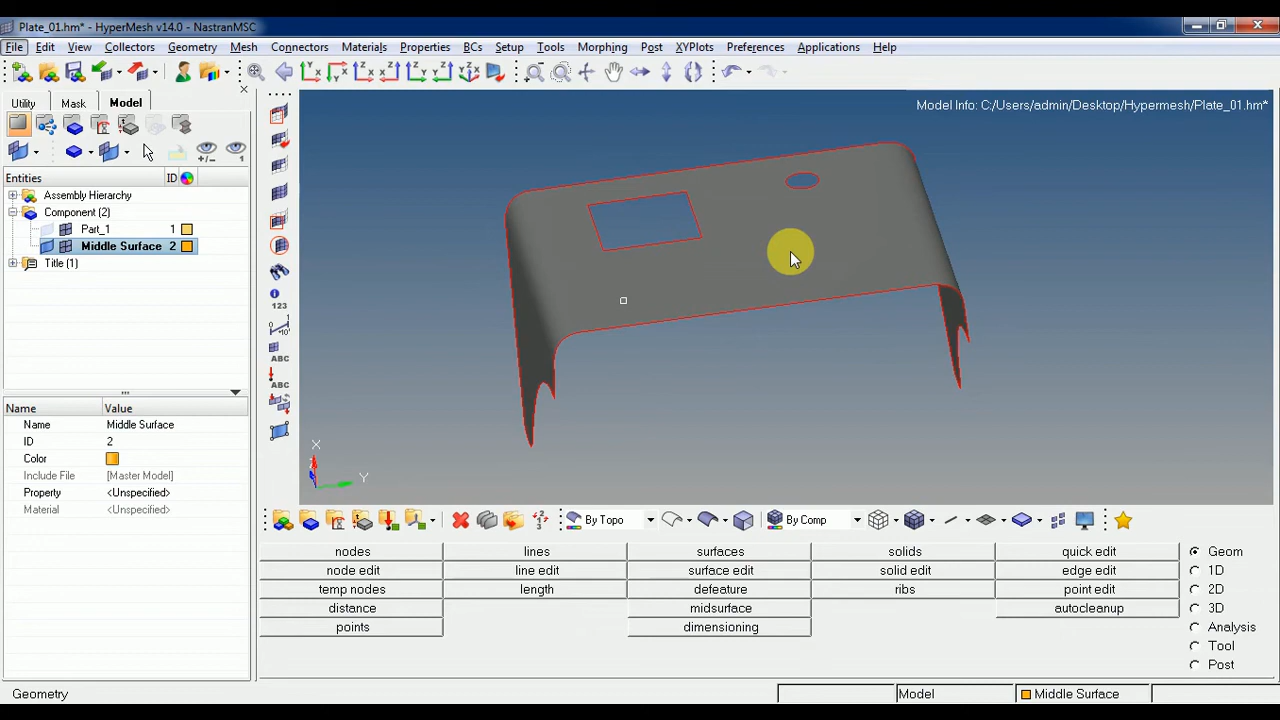 Plate_01.hm* - HyperMesh v14.0 - NastranMSC
File Edit View Collectors Geometry Mesh Connectors Materials Properties BCs Setup Tools Morphing Post XYPlots Preferences Applications Help
Utility Mask Model
Model Info: C:/Users/admin/Desktop/Hypermesh/Plate_01.hm*
Entities ID
Assembly Hierarchy
Component (2)
Part_1 1
Middle Surface 2
Title (1)
123
ABC
ABC
Name Value
Name Middle Surface
ID 2
Color
Include File [Master Model]
Property <Unspecified>
Material <Unspecified>
X
Y
By Topo By Comp
nodes lines surfaces solids quick edit Geom
node edit line edit surface edit solid edit edge edit 1D
temp nodes length defeature ribs point edit 2D
distance midsurface autocleanup 3D
points dimensioning Analysis
Tool
Post
Geometry Model Middle Surface